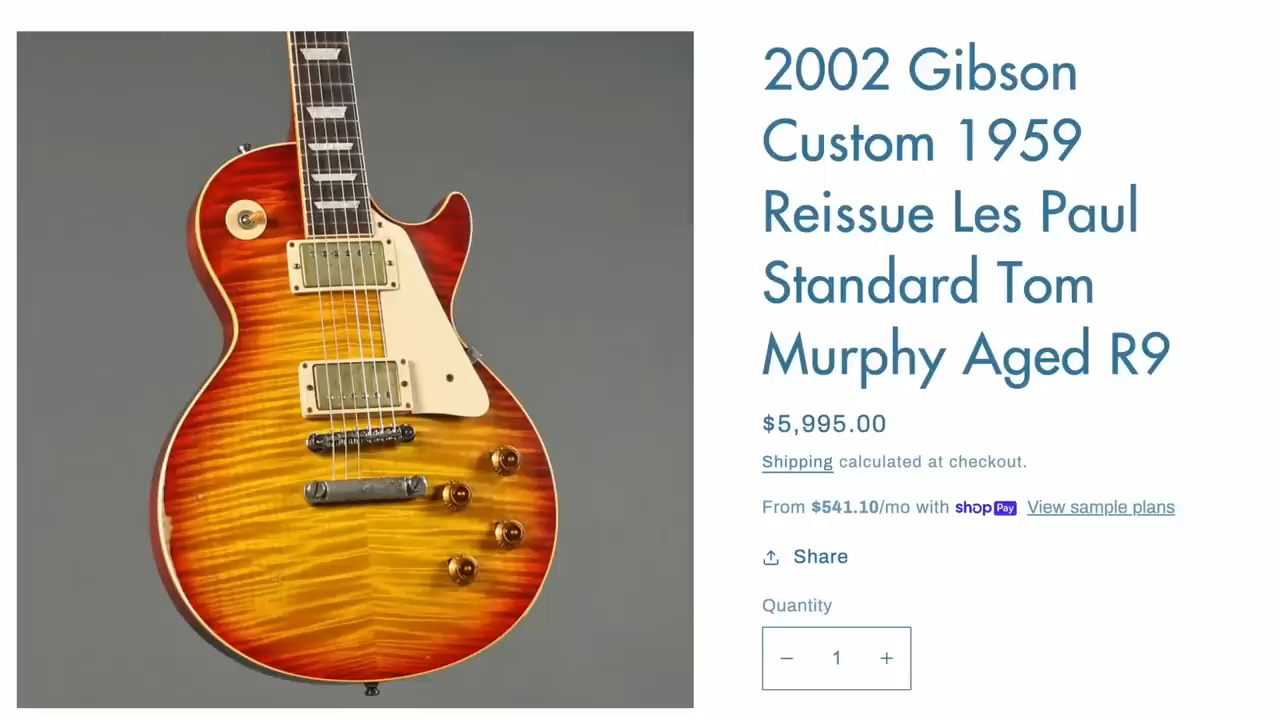 2002 Gibson
Custom 1959
Reissue Les Paul
Standard Tom
Murphy Aged R9
$5,995.00
Shipping calculated at checkout.
From $541.10/mo with shop Pay View sample plans
Share
Quantity
− 1 +